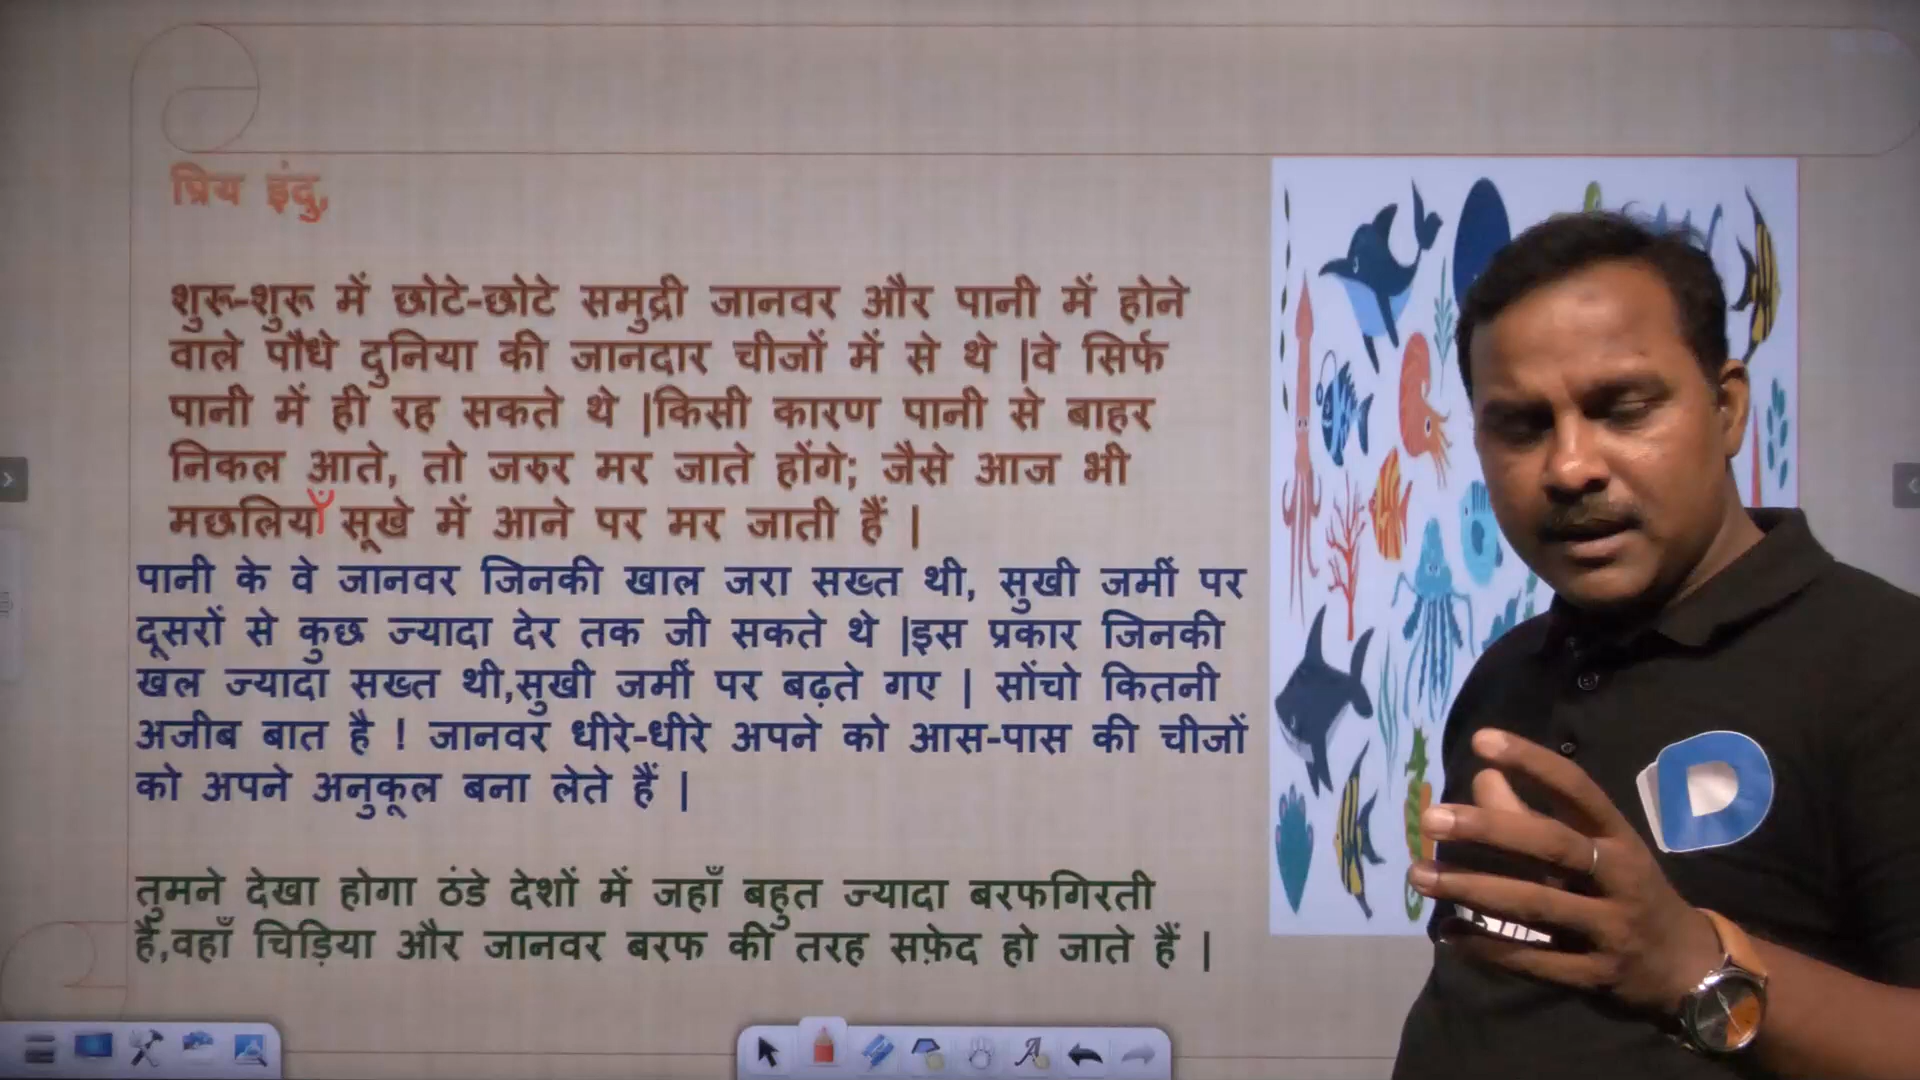 प्रिय इंदु,
शुरू-शुरू में छोटे-छोटे समुद्री जानवर और पानी में होने
वाले पौधे दुनिया की जानदार चीजों में से थे |वे सिर्फ
पानी में ही रह सकते थे |किसी कारण पानी से बाहर
निकल आते, तो जरुर मर जाते होंगे; जैसे आज भी
मछलियाँ सूखे में आने पर मर जाती हैं |
पानी के वे जानवर जिनकी खाल जरा सख्त थी, सुखी जमीं पर
दूसरों से कुछ ज्यादा देर तक जी सकते थे |इस प्रकार जिनकी
खल ज्यादा सख्त थी,सुखी जमीं पर बढ़ते गए | सोंचो कितनी
अजीब बात है ! जानवर धीरे-धीरे अपने को आस-पास की चीजों
को अपने अनुकूल बना लेते हैं |
तुमने देखा होगा ठंडे देशों में जहाँ बहुत ज्यादा बरफगिरती
हैं,वहाँ चिड़िया और जानवर बरफ की तरह सफ़ेद हो जाते हैं |
D